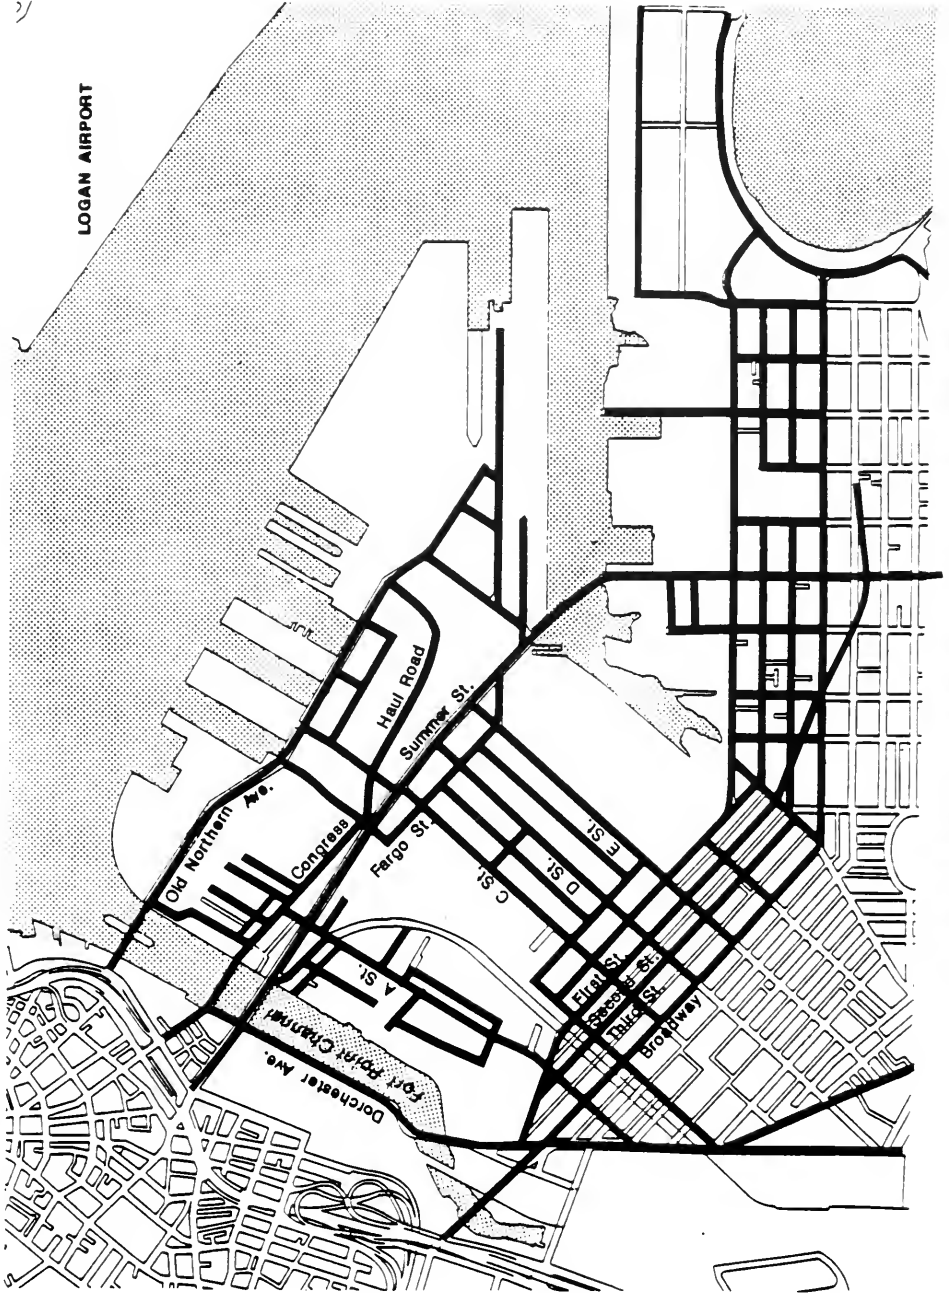 LOGAN AIRPORT
Old Northern Ave.
Haul Road
Summer St.
Congress
Fargo St.
C St.
D St.
E St.
A St.
First St.
Second St.
Third St.
Broadway
Fort Point Channel
Dorchester Ave.